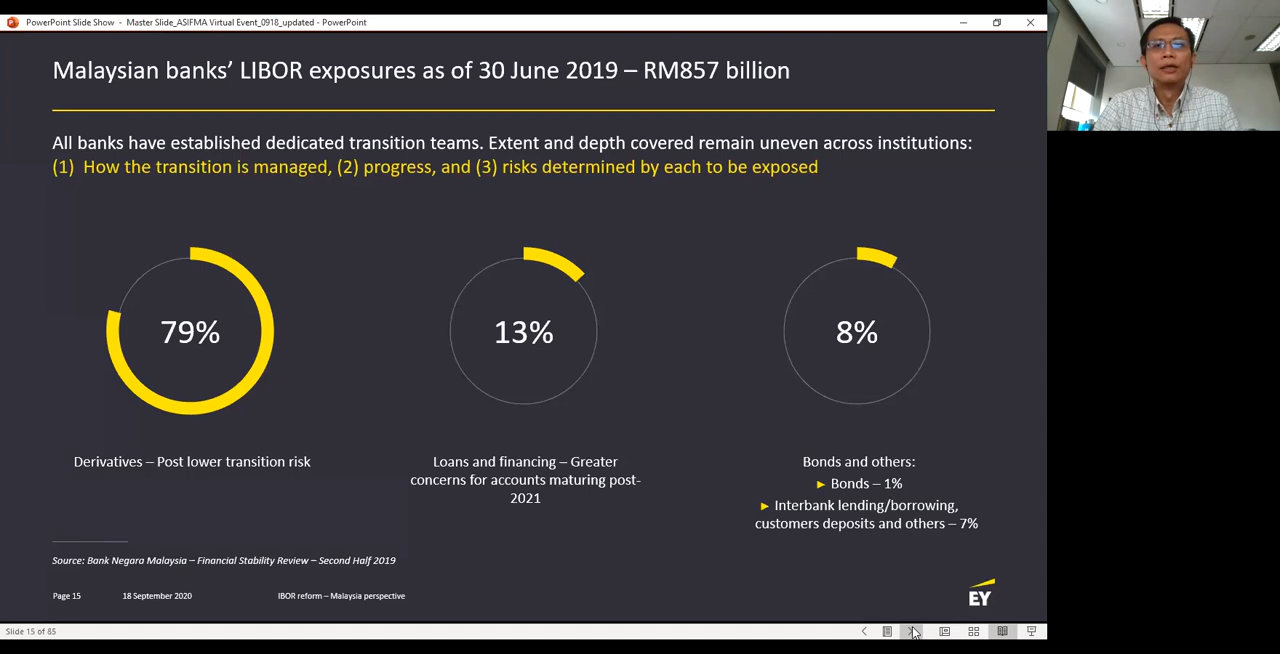 PowerPoint Slide Show - Master Slide_ASIFMA Virtual Event_0918_updated - PowerPoint
Malaysian banks’ LIBOR exposures as of 30 June 2019 – RM857 billion
All banks have established dedicated transition teams. Extent and depth covered remain uneven across institutions:
(1) How the transition is managed, (2) progress, and (3) risks determined by each to be exposed
79%
13%
8%
Derivatives – Post lower transition risk
Loans and financing – Greater
concerns for accounts maturing post-
2021
Bonds and others:
► Bonds – 1%
► Interbank lending/borrowing,
customers deposits and others – 7%
Source: Bank Negara Malaysia – Financial Stability Review – Second Half 2019
Page 15 18 September 2020 IBOR reform – Malaysia perspective
EY
Slide 15 of 85